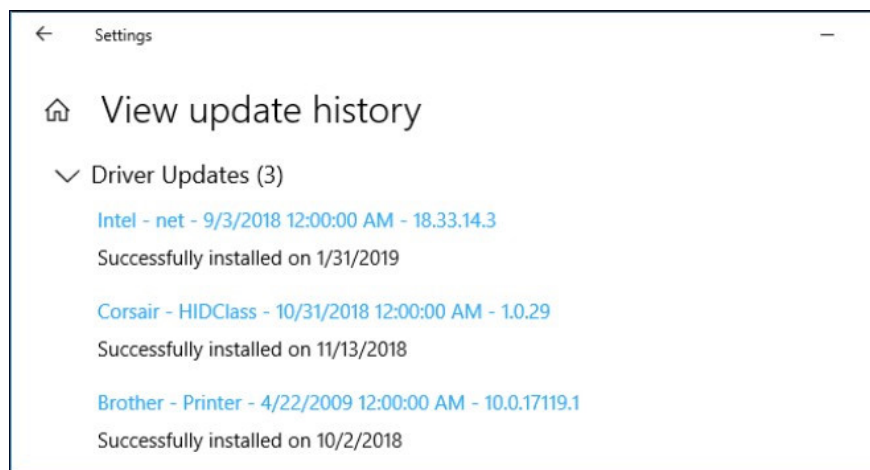 Settings
View update history
Driver Updates (3)
Intel - net - 9/3/2018 12:00:00 AM - 18.33.14.3
Successfully installed on 1/31/2019
Corsair - HIDClass - 10/31/2018 12:00:00 AM - 1.0.29
Successfully installed on 11/13/2018
Brother - Printer - 4/22/2009 12:00:00 AM - 10.0.17119.1
Successfully installed on 10/2/2018